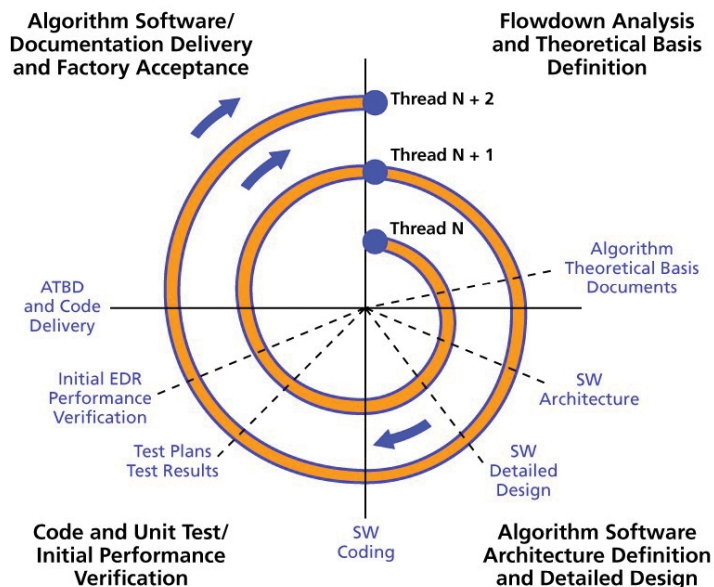 Algorithm Software/
Documentation Delivery
and Factory Acceptance
Flowdown Analysis
and Theoretical Basis
Definition
Thread N + 2
Thread N + 1
Thread N
Algorithm
Theoretical Basis
Documents
ATBD
and Code
Delivery
Initial EDR
Performance
Verification
SW
Architecture
Test Plans
Test Results
SW
Detailed
Design
SW
Coding
Code and Unit Test/
Initial Performance
Verification
Algorithm Software
Architecture Definition
and Detailed Design